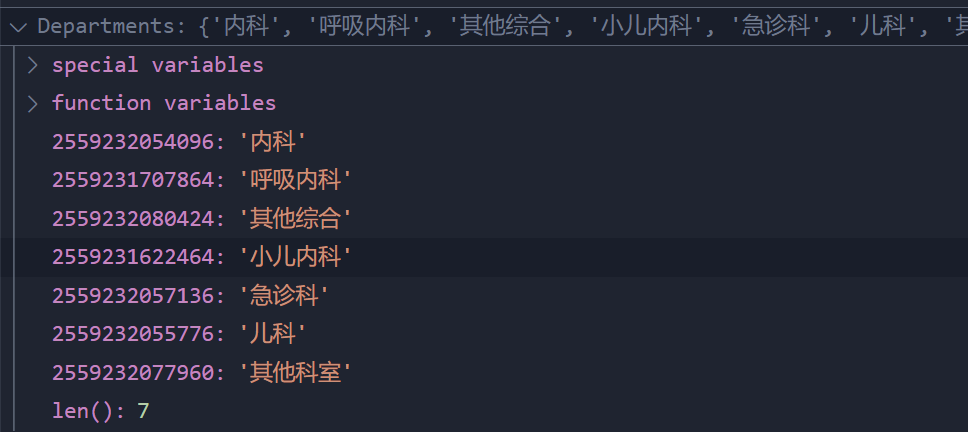 Departments: {'内科', '呼吸内科', '其他综合', '小儿内科', '急诊科', '儿科', '
special variables
function variables
2559232054096: '内科'
2559231707864: '呼吸内科'
2559232080424: '其他综合'
2559231622464: '小儿内科'
2559232057136: '急诊科'
2559232055776: '儿科'
2559232077960: '其他科室'
len(): 7